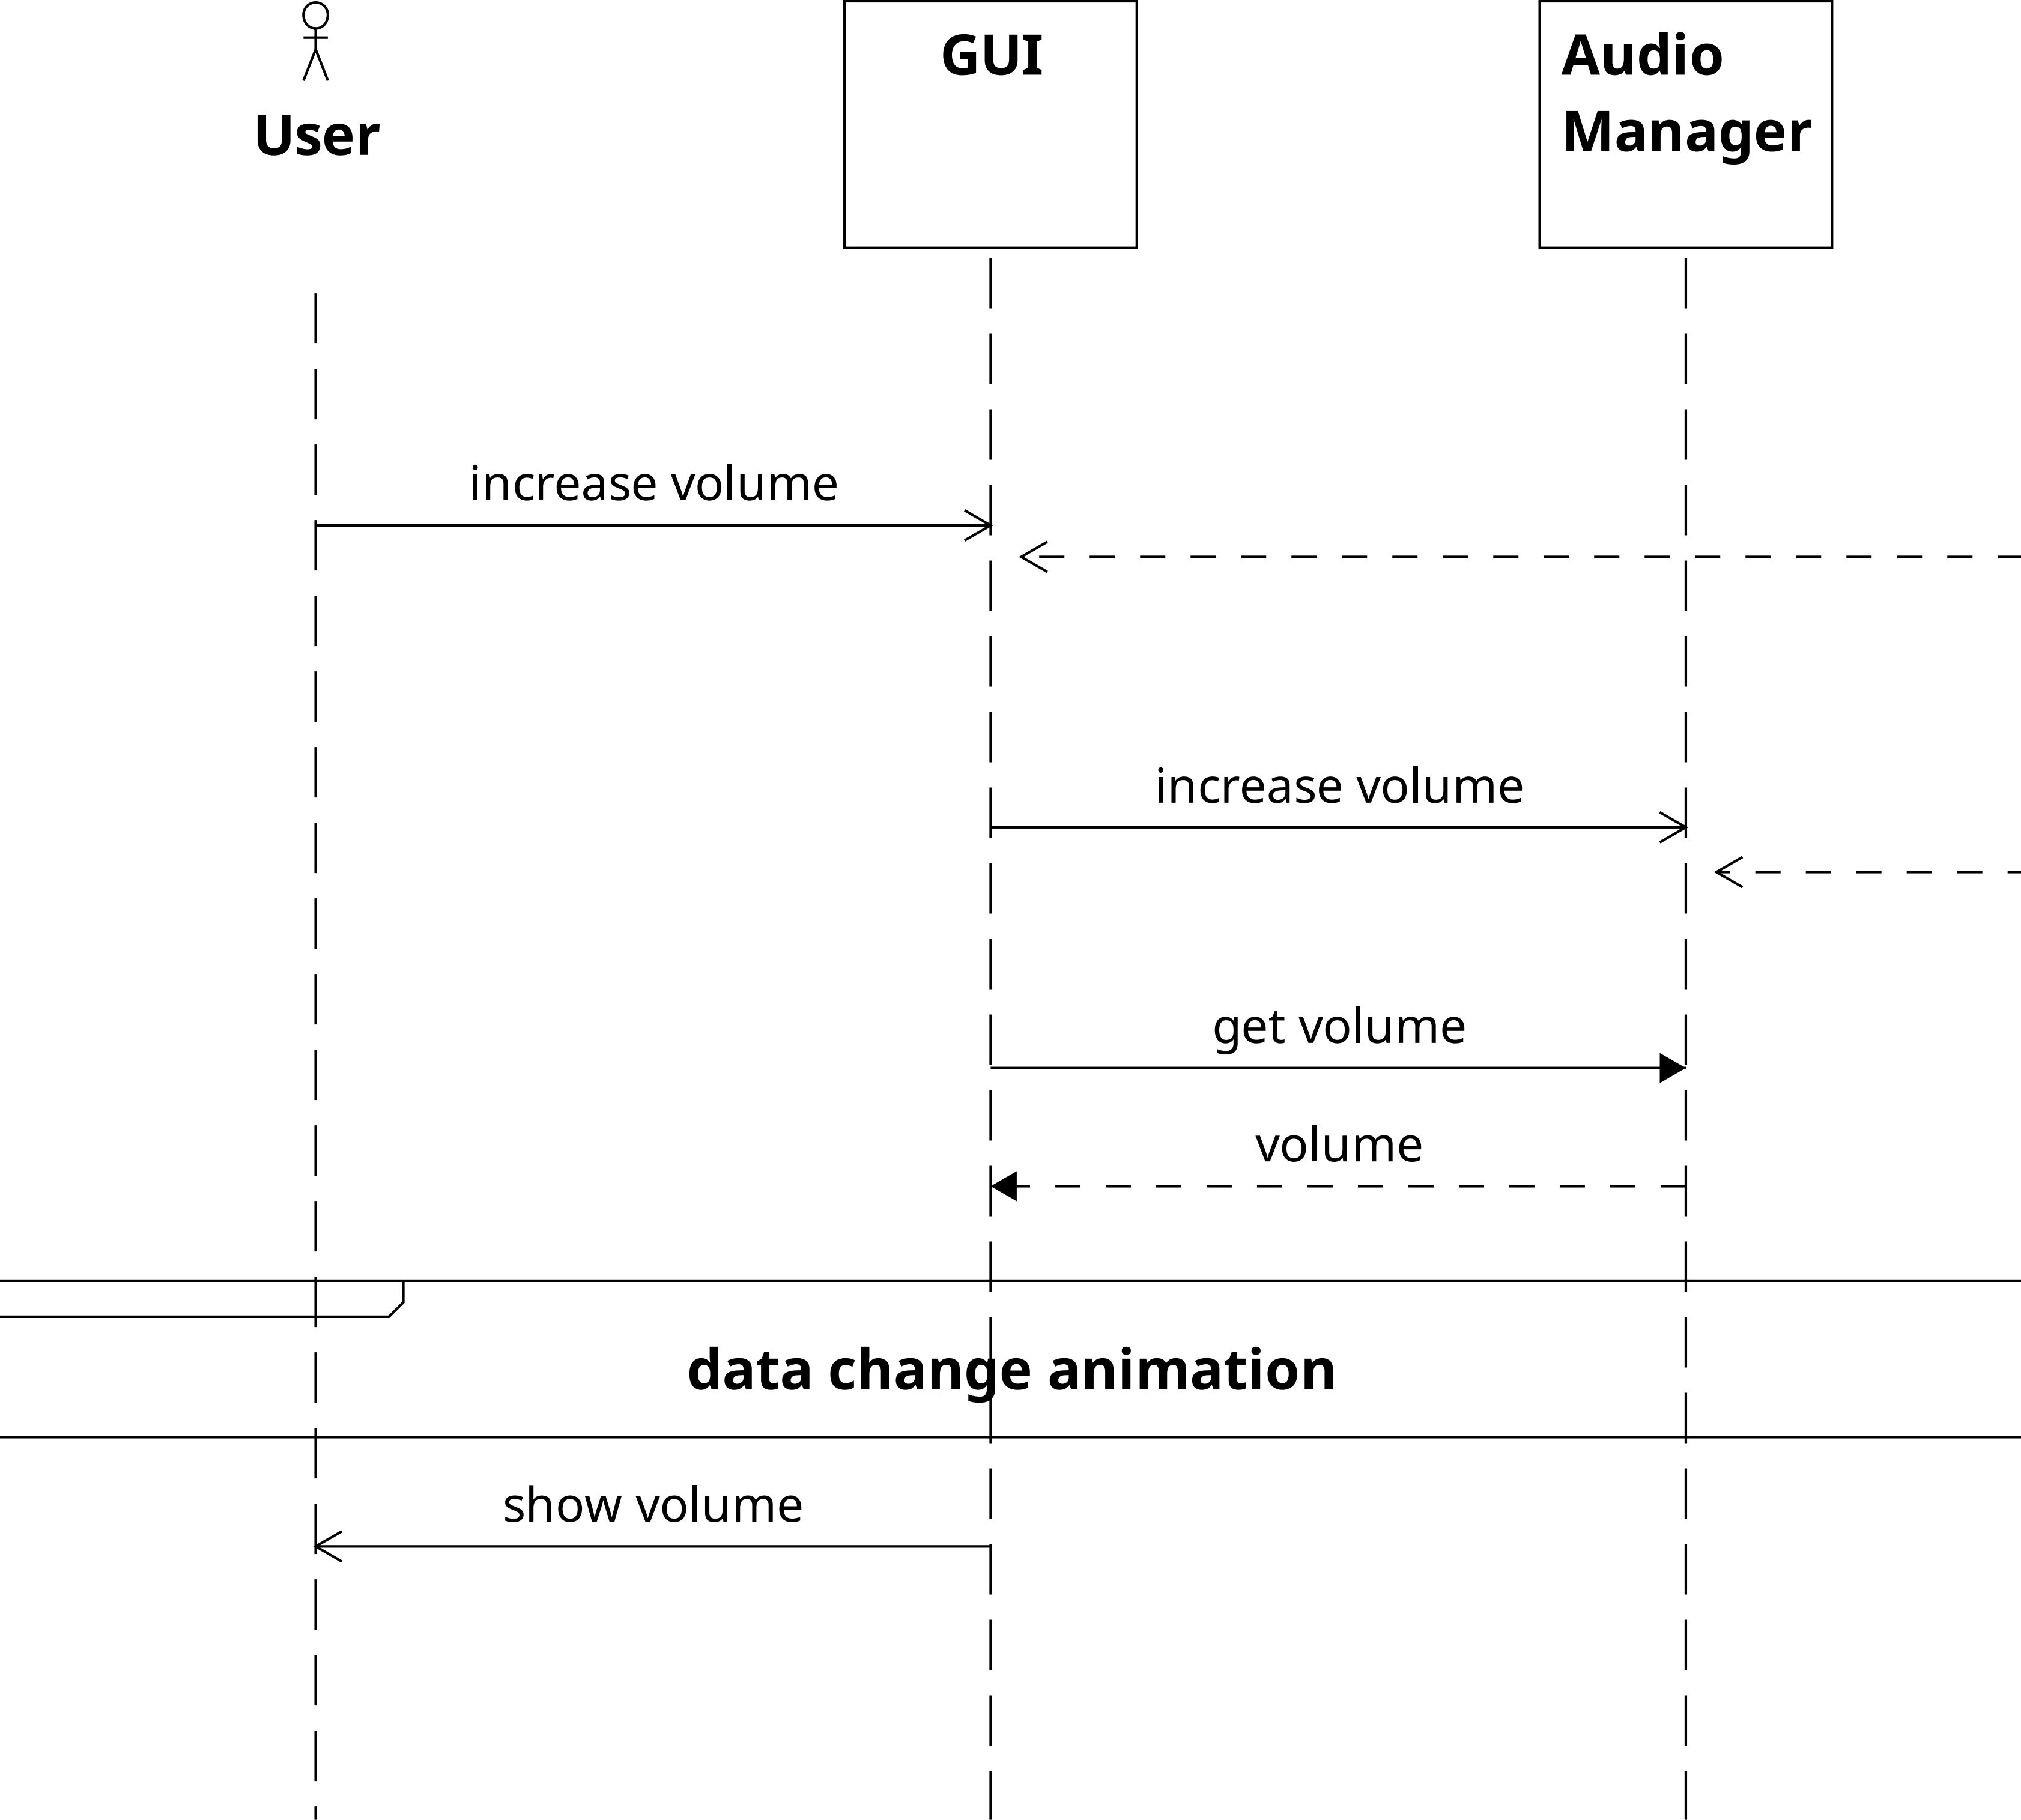 User
GUI
Audio
Manager
increase volume
increase volume
get volume
volume
data change animation
show volume